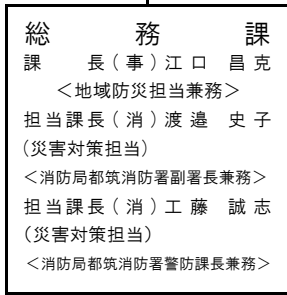 総務課
課長(事)江口昌克
<地域防災担当兼務>
担当課長(消)渡邉史子
(災害対策担当)
<消防局都筑消防署副署長兼務>
担当課長(消)工藤誠志
(災害対策担当)
<消防局都筑消防署警防課長兼務>